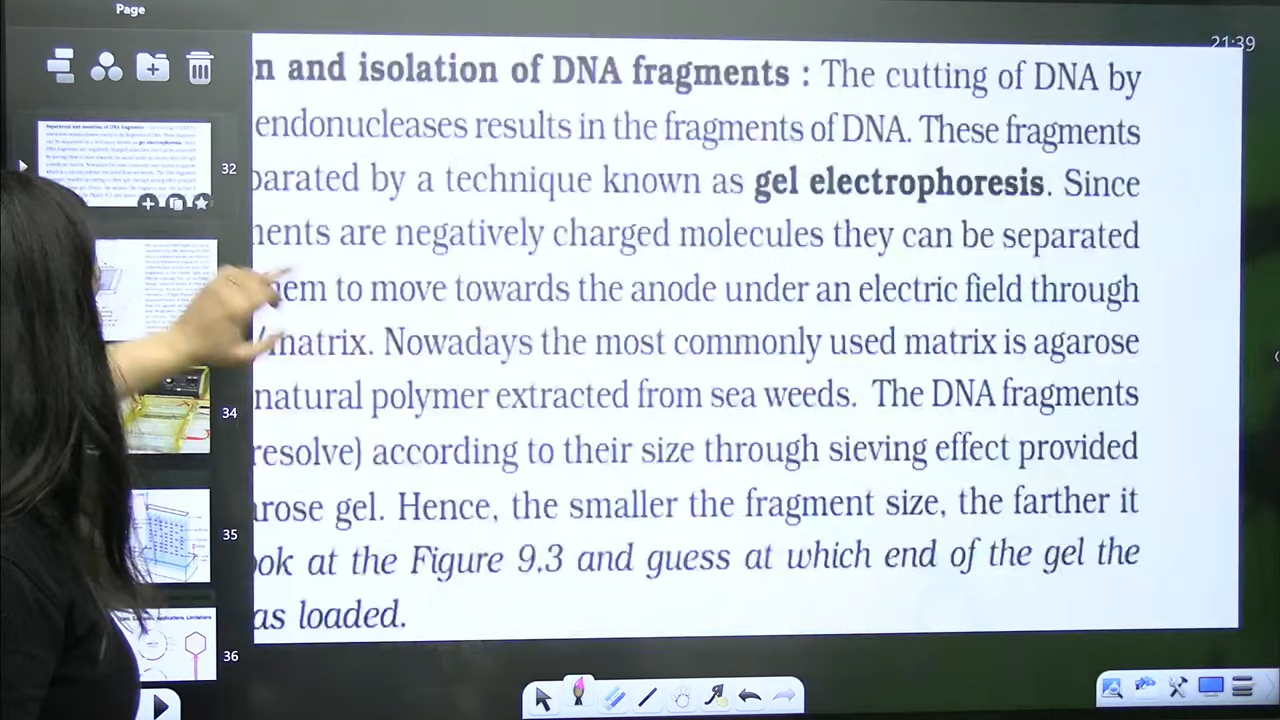 Page
21:39
n and isolation of DNA fragments : The cutting of DNA by
endonucleases results in the fragments of DNA. These fragments
parated by a technique known as gel electrophoresis. Since
ments are negatively charged molecules they can be separated
em to move towards the anode under an electric field through
/matrix. Nowadays the most commonly used matrix is agarose
natural polymer extracted from sea weeds. The DNA fragments
resolve) according to their size through sieving effect provided
arose gel. Hence, the smaller the fragment size, the farther it
ook at the Figure 9.3 and guess at which end of the gel the
as loaded.
32
34
35
36